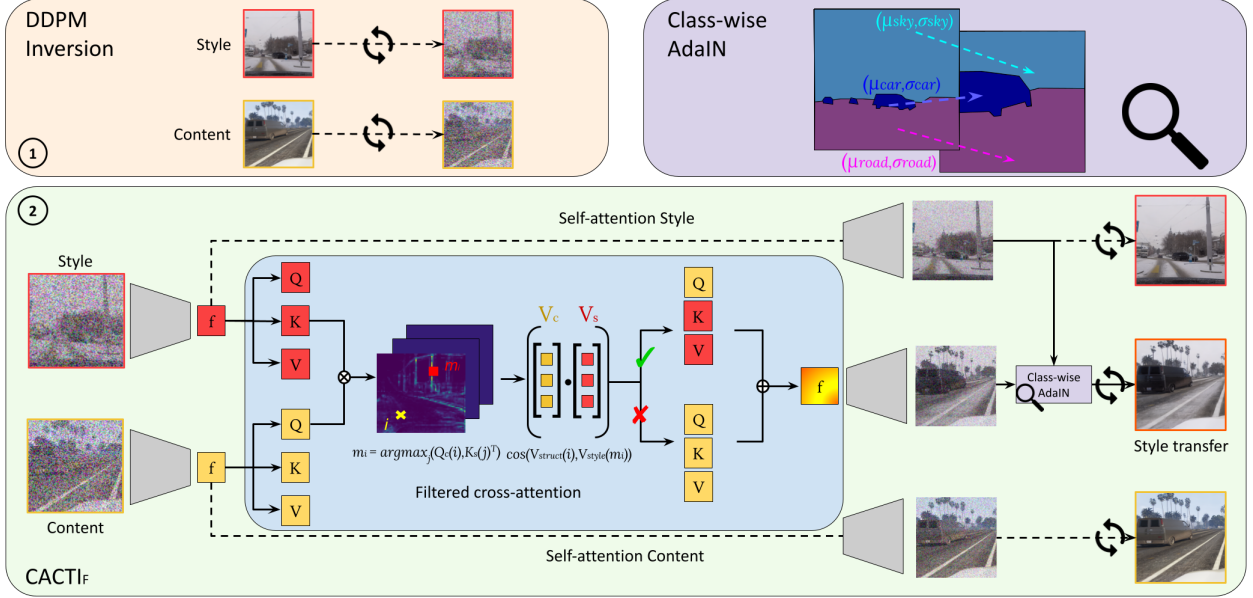 DDPM
Inversion
Style
Content
1
Class-wise
AdaIN
(μsky,σsky)
(μcar,σcar)
(μroad,σroad)
2
Self-attention Style
Style
f
Q
K
V
Content
f
Q
K
V
mi
i
mi = argmaxj(Qc(i),Ks(j)ᵀ)
Vc
Vs
cos(Vstruct(i),Vstyle(mi))
Filtered cross-attention
Q
K
V
Q
K
V
f
Class-wise
AdaIN
Style transfer
Self-attention Content
CACTIF